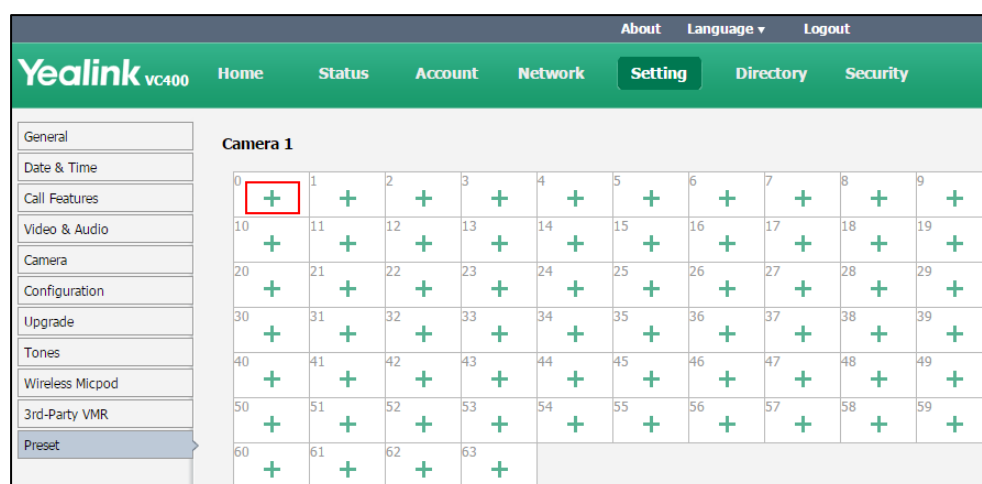 About Language ▾ Logout
Yealink VC400 Home Status Account Network Setting Directory Security
General
Date & Time
Call Features
Video & Audio
Camera
Configuration
Upgrade
Tones
Wireless Micpod
3rd-Party VMR
Preset
Camera 1
0 1 2 3 4 5 6 7 8 9
10 11 12 13 14 15 16 17 18 19
20 21 22 23 24 25 26 27 28 29
30 31 32 33 34 35 36 37 38 39
40 41 42 43 44 45 46 47 48 49
50 51 52 53 54 55 56 57 58 59
60 61 62 63